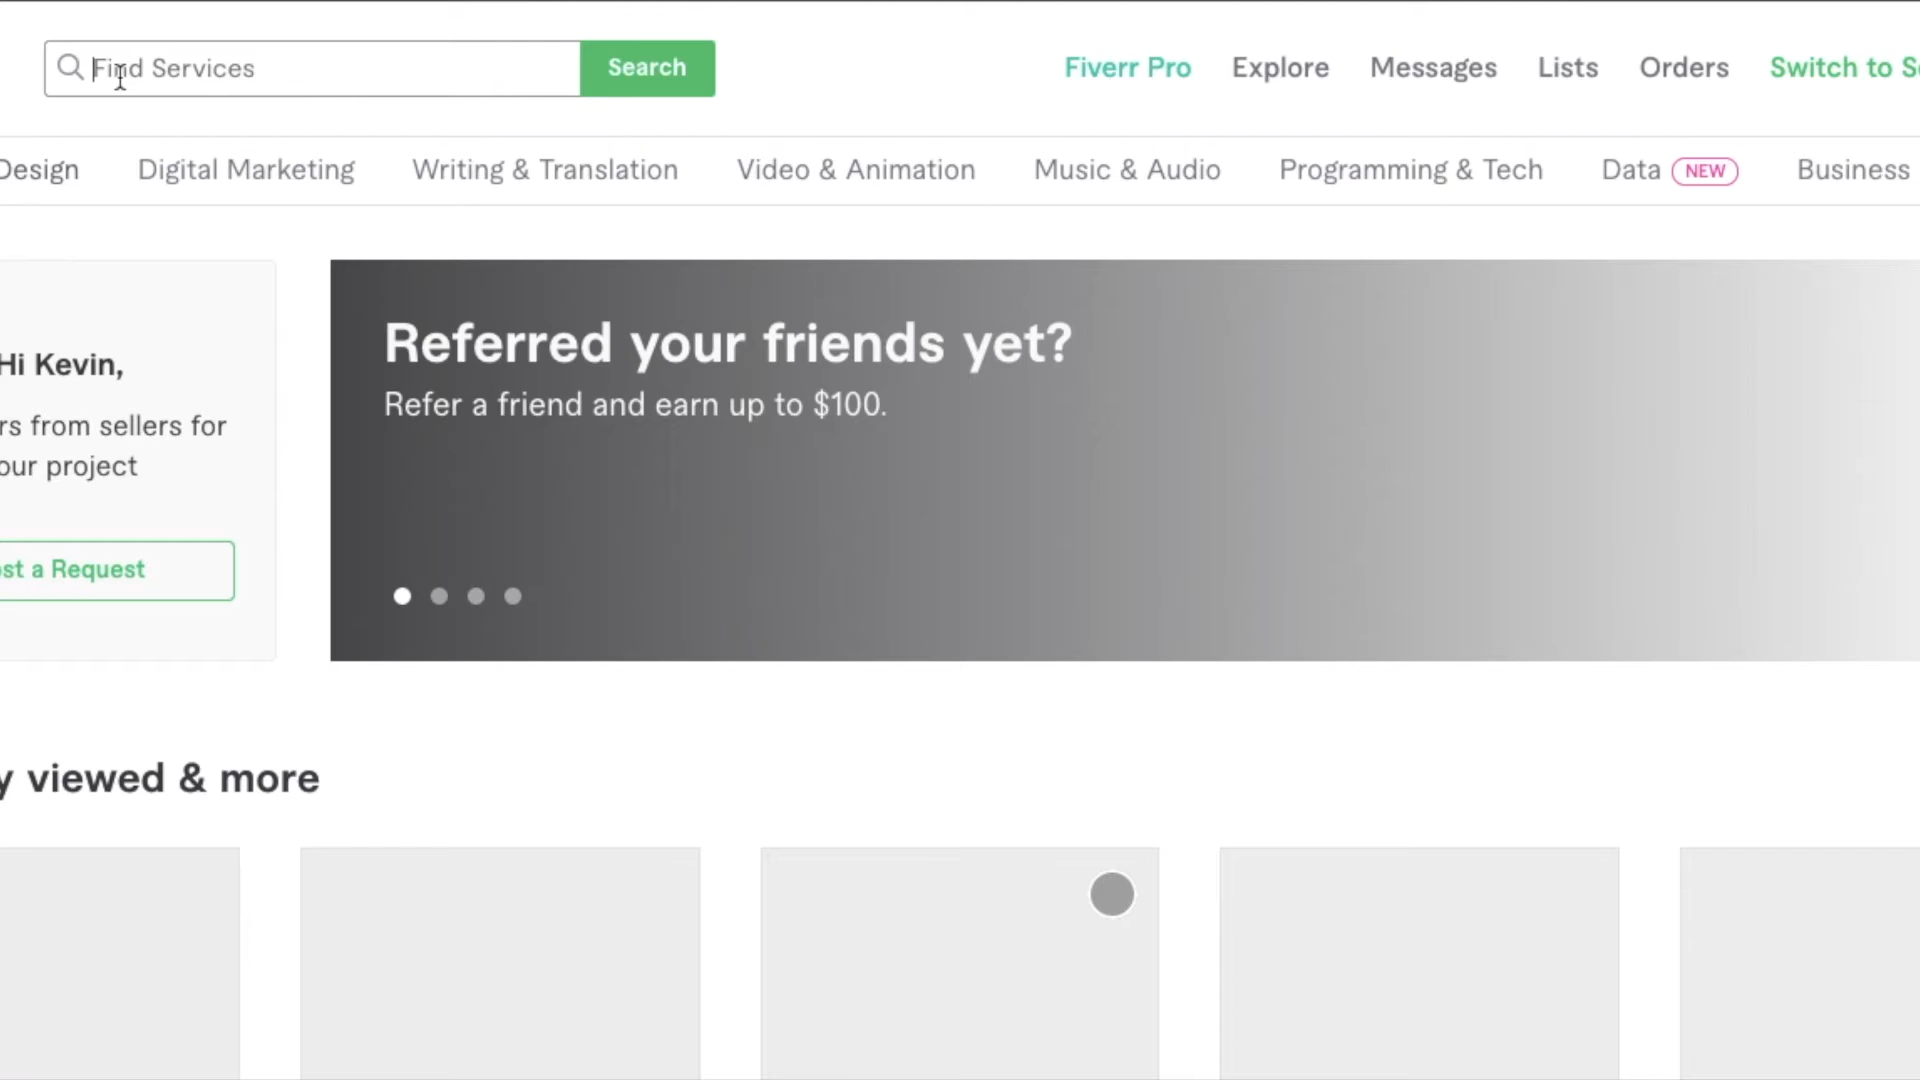 Find Services
Search
Fiverr Pro
Explore
Messages
Lists
Orders
Switch to S
Design
Digital Marketing
Writing & Translation
Video & Animation
Music & Audio
Programming & Tech
Data NEW
Business
Referred your friends yet?
Refer a friend and earn up to $100.
Hi Kevin,
rs from sellers for
our project
st a Request
y viewed & more